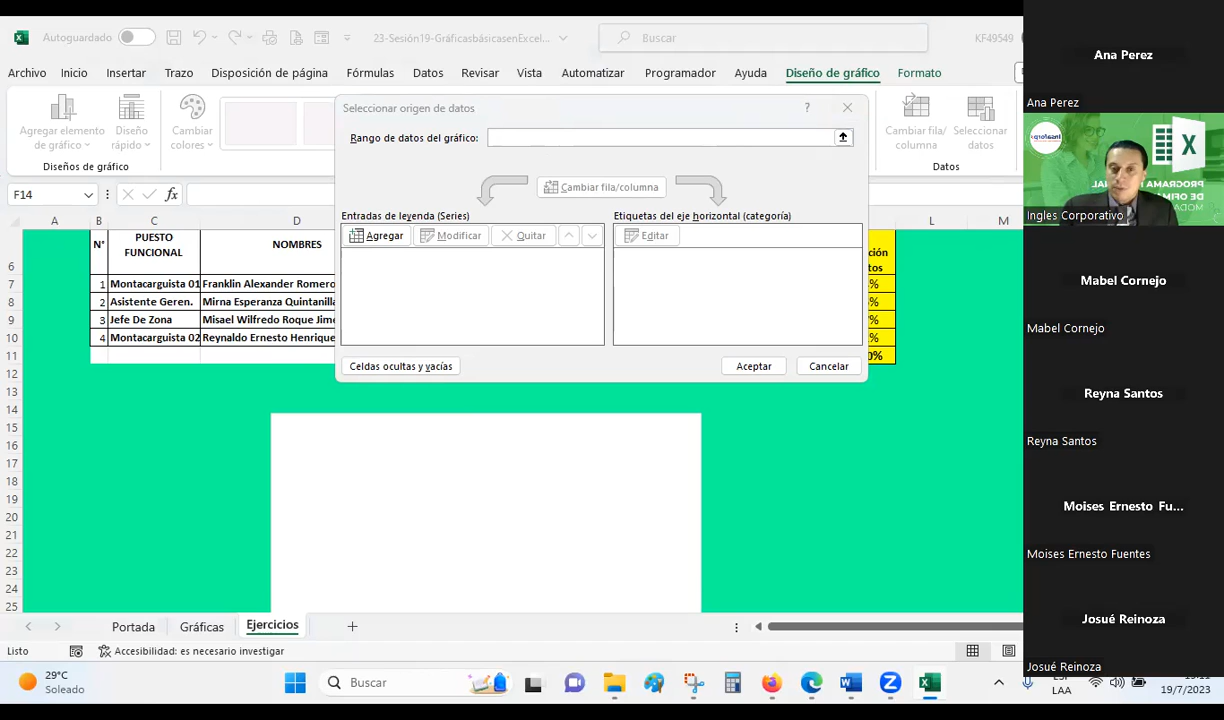 Autoguardado
23-Sesión19-GráficasbásicasenExcel...
Buscar
KF49549
Archivo Inicio Insertar Trazo Disposición de página Fórmulas Datos Revisar Vista Automatizar Programador Ayuda Diseño de gráfico Formato
Agregar elemento de gráfico
Diseño rápido
Cambiar colores
Cambiar fila/ columna
Seleccionar datos
Diseños de gráfico
Datos
Seleccionar origen de datos
?
Rango de datos del gráfico:
Cambiar fila/columna
Entradas de leyenda (Series)
Etiquetas del eje horizontal (categoría)
Agregar Modificar Quitar
Editar
Celdas ocultas y vacías
Aceptar Cancelar
F14
fx
A B C D L M
6 N° PUESTO FUNCIONAL NOMBRES
7 1 Montacarguista 01 Franklin Alexander Romero
8 2 Asistente Geren. Mirna Esperanza Quintanilla
9 3 Jefe De Zona Misael Wilfredo Roque Jim
10 4 Montacarguista 02 Reynaldo Ernesto Henrique
11
12
13
14
15
16
17
18
19
20
21
22
23
24
25
Portada Gráficas Ejercicios
Listo
Accesibilidad: es necesario investigar
29°C
Soleado
Buscar
LAA
19/7/2023
Ana Perez
Ana Perez
Ingles Corporativo
Mabel Cornejo
Mabel Cornejo
Reyna Santos
Reyna Santos
Moises Ernesto Fu...
Moises Ernesto Fuentes
Josué Reinoza
Josué Reinoza